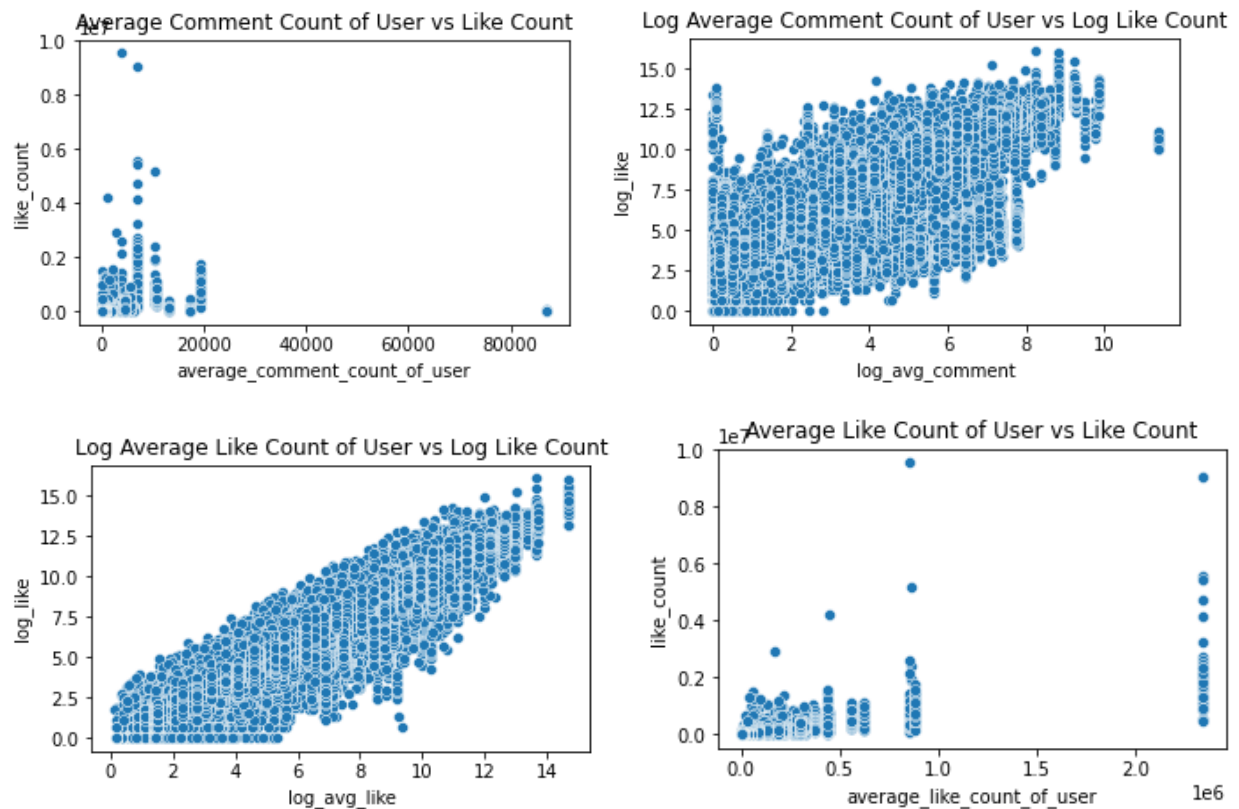 Average Comment Count of User vs Like Count
1e7
1.0
0.8
0.6
0.4
0.2
0.0
like_count
0 20000 40000 60000 80000
average_comment_count_of_user
Log Average Comment Count of User vs Log Like Count
15.0
12.5
10.0
7.5
5.0
2.5
0.0
log_like
0 2 4 6 8 10
log_avg_comment
Log Average Like Count of User vs Log Like Count
15.0
12.5
10.0
7.5
5.0
2.5
0.0
log_like
0 2 4 6 8 10 12 14
log_avg_like
Average Like Count of User vs Like Count
1e7
1.0
0.8
0.6
0.4
0.2
0.0
like_count
0.0 0.5 1.0 1.5 2.0
1e6
average_like_count_of_user